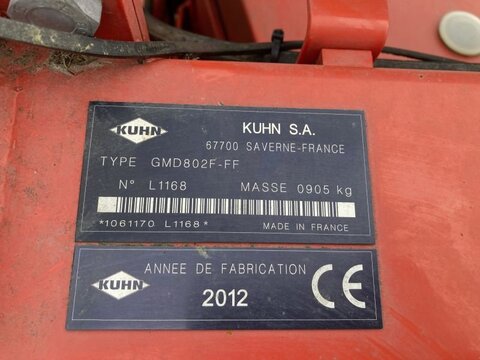 KUHN
KUHN S.A.
67700 SAVERNE-FRANCE
TYPE GMD802F-FF
N° L1168 MASSE 0905 kg
*1061170 L1168*
MADE IN FRANCE
KUHN
ANNEE DE FABRICATION
2012
CE